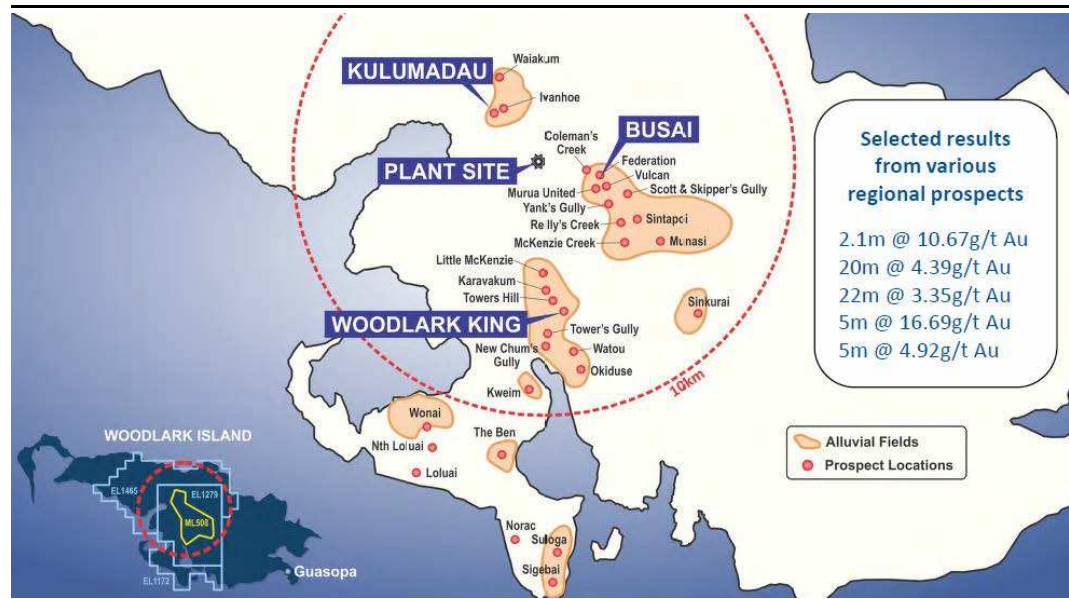 Waiakum
KULUMADAU
Ivanhoe
BUSAI
Coleman's
Creek
Federation
PLANT SITE
Vulcan
Murua United
Scott & Skipper's Gully
Yank's Gully
Sintapoi
Reilly's Creek
McKenzie Creek
Munasi
Little McKenzie
Karavakum
Towers Hill
Sinkurai
WOODLARK KING
Tower's Gully
New Chum's
Gully
Watou
Okiduse
Kweim
10km
Wonai
The Ben
Nth Loluai
Loluai
Norac
Suloga
Sigebai
Selected results
from various
regional prospects
2.1m @ 10.67g/t Au
20m @ 4.39g/t Au
22m @ 3.35g/t Au
5m @ 16.69g/t Au
5m @ 4.92g/t Au
Alluvial Fields
Prospect Locations
WOODLARK ISLAND
EL1465
EL1279
ML508
EL1172
Guasopa